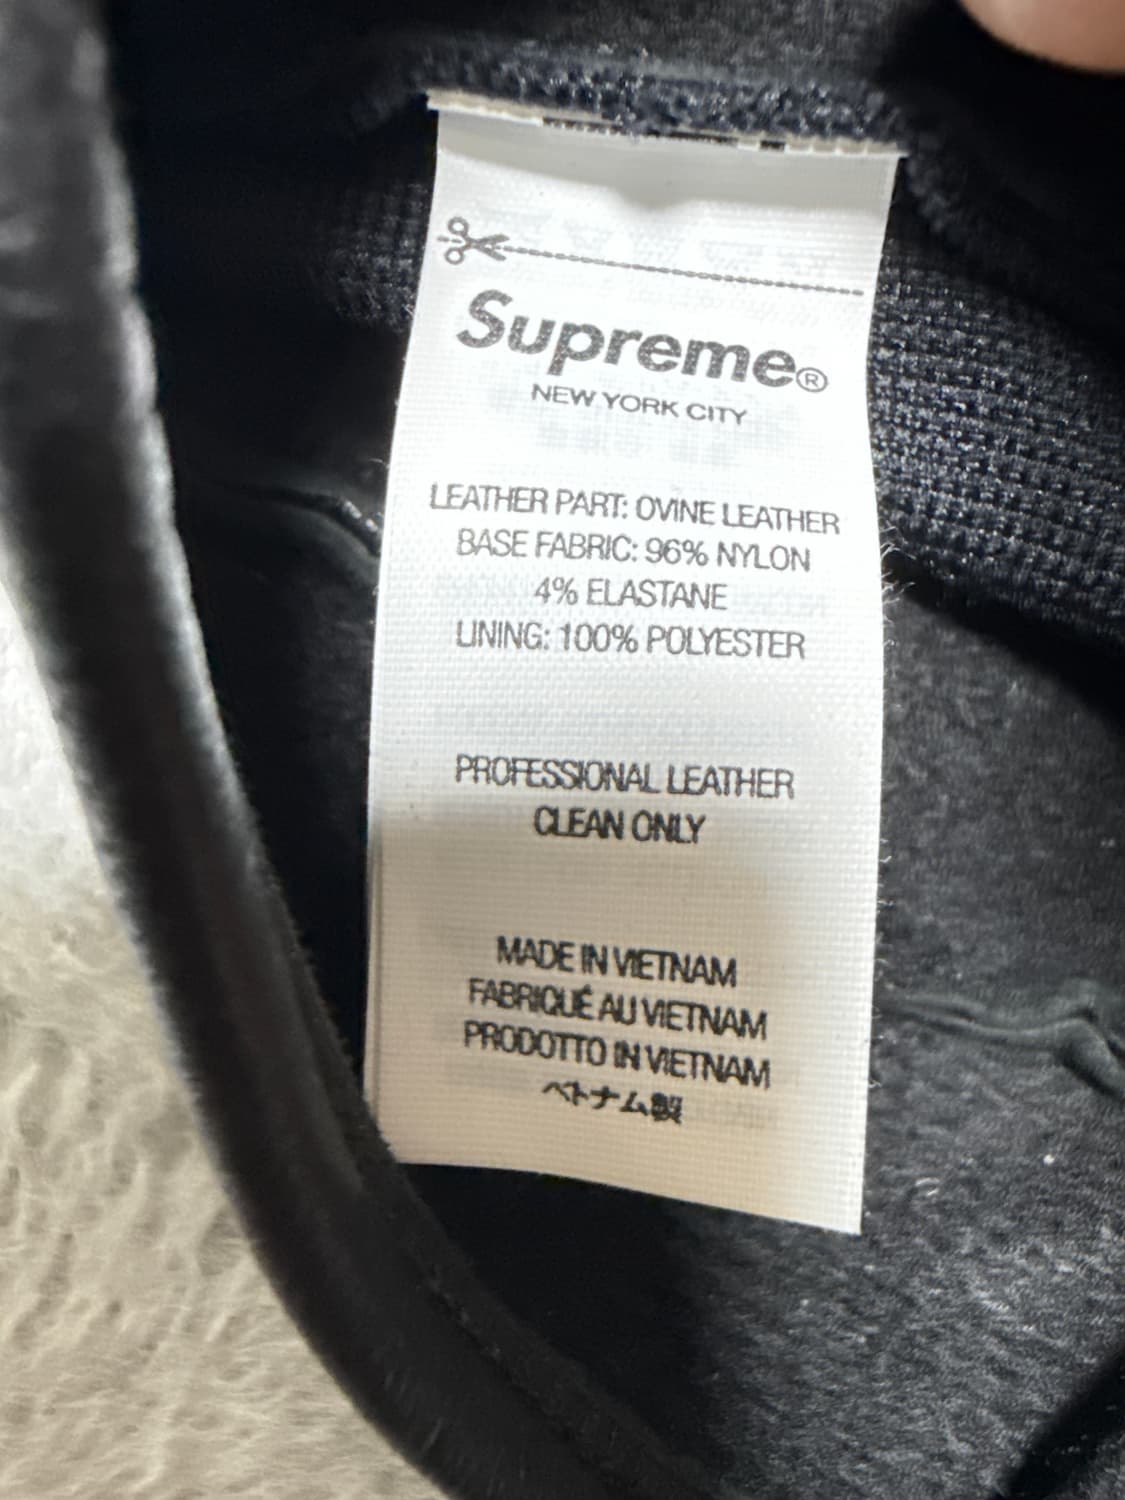 Supreme®
NEW YORK CITY
LEATHER PART: OVINE LEATHER
BASE FABRIC: 96% NYLON
4% ELASTANE
LINING: 100% POLYESTER
PROFESSIONAL LEATHER
CLEAN ONLY
MADE IN VIETNAM
FABRIQUÉ AU VIETNAM
PRODOTTO IN VIETNAM
ベトナム製